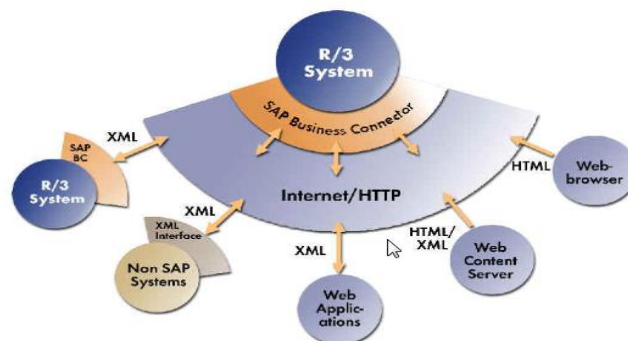 R/3
System
SAP Business Connector
Internet/HTTP
XML
SAP
BC
R/3
System
XML
XML
Interface
Non SAP
Systems
XML
Web
Applic-
ations
HTML/
XML
Web
Content
Server
HTML
Web-
browser